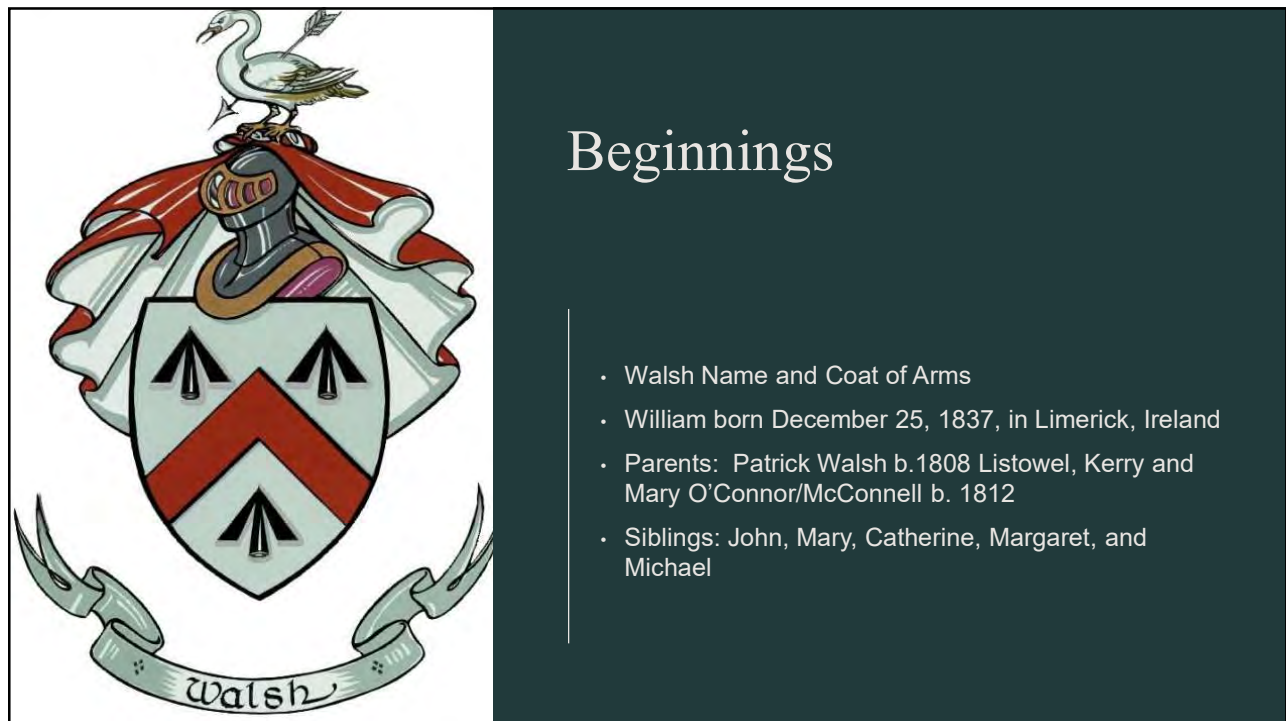 Beginnings
• Walsh Name and Coat of Arms
• William born December 25, 1837, in Limerick, Ireland
• Parents:  Patrick Walsh b.1808 Listowel, Kerry and
Mary O’Connor/McConnell b. 1812
• Siblings: John, Mary, Catherine, Margaret, and
Michael
Walsh